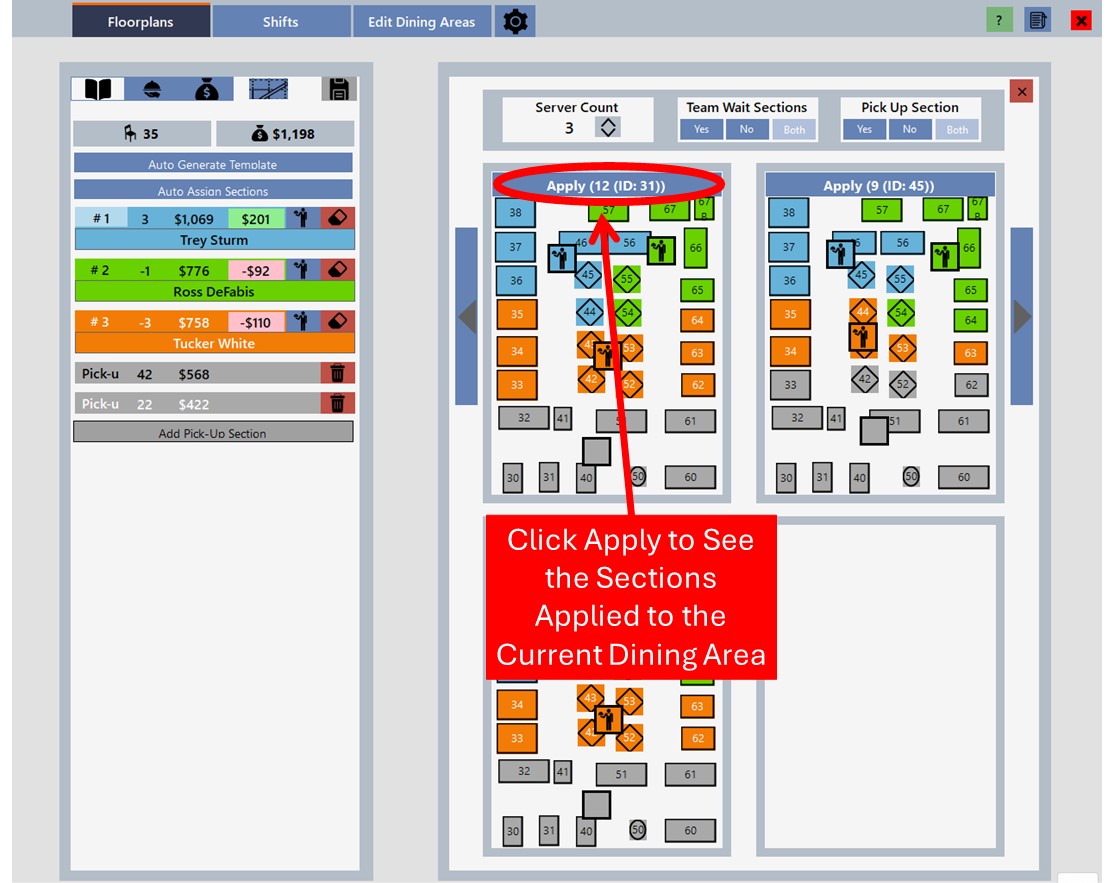 Floorplans
Shifts
Edit Dining Areas
?
35
$1,198
Auto Generate Template
Auto Assign Sections
# 1 3 $1,069 $201
Trey Sturm
# 2 -1 $776 -$92
Ross DeFabis
# 3 -3 $758 -$110
Tucker White
Pick-u 42 $568
Pick-u 22 $422
Add Pick-Up Section
Server Count
3
Team Wait Sections
Yes No Both
Pick Up Section
Yes No Both
Apply (12 (ID: 31))
38 57 67 67
B
37 46 56 66
36 45 55
65
35 44 54 64
34 53 63
33 42 52 62
32 41 61
30 31 40 50 60
Apply (9 (ID: 45))
38 57 67 67
B
37 56 66
36 45 55
65
35 44 54 64
34 53 63
33 42 52 62
32 41 51 61
30 31 40 50 60
Click Apply to See
the Sections
Applied to the
Current Dining Area
34 43 53 63
33 52 62
32 41 51 61
30 31 40 50 60